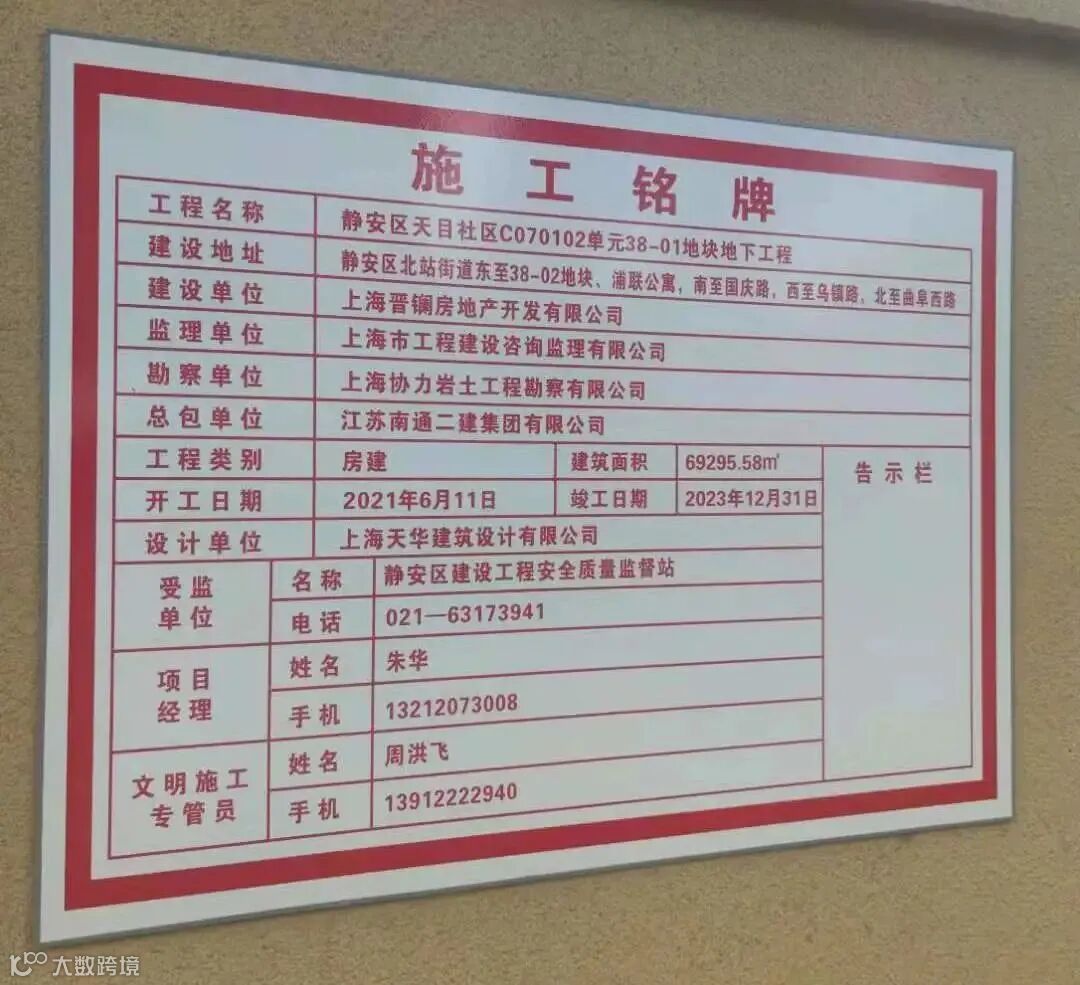 施工铭牌
工程名称 静安区天目社区C070102单元38-01地块地下工程
建设地址 静安区北站街道东至38-02地块、浦联公寓，南至国庆路，西至乌镇路，北至曲阜西路
建设单位 上海晋镧房地产开发有限公司
监理单位 上海市工程建设咨询监理有限公司
勘察单位 上海协力岩土工程勘察有限公司
总包单位 江苏南通二建集团有限公司
工程类别 房建 建筑面积 69295.58㎡ 告示栏
开工日期 2021年6月11日 竣工日期 2023年12月31日
设计单位 上海天华建筑设计有限公司
受监单位 名称 静安区建设工程安全质量监督站
电话 021—63173941
项目经理 姓名 朱华
手机 13212073008
文明施工专管员 姓名 周洪飞
手机 13912222940
大数跨境